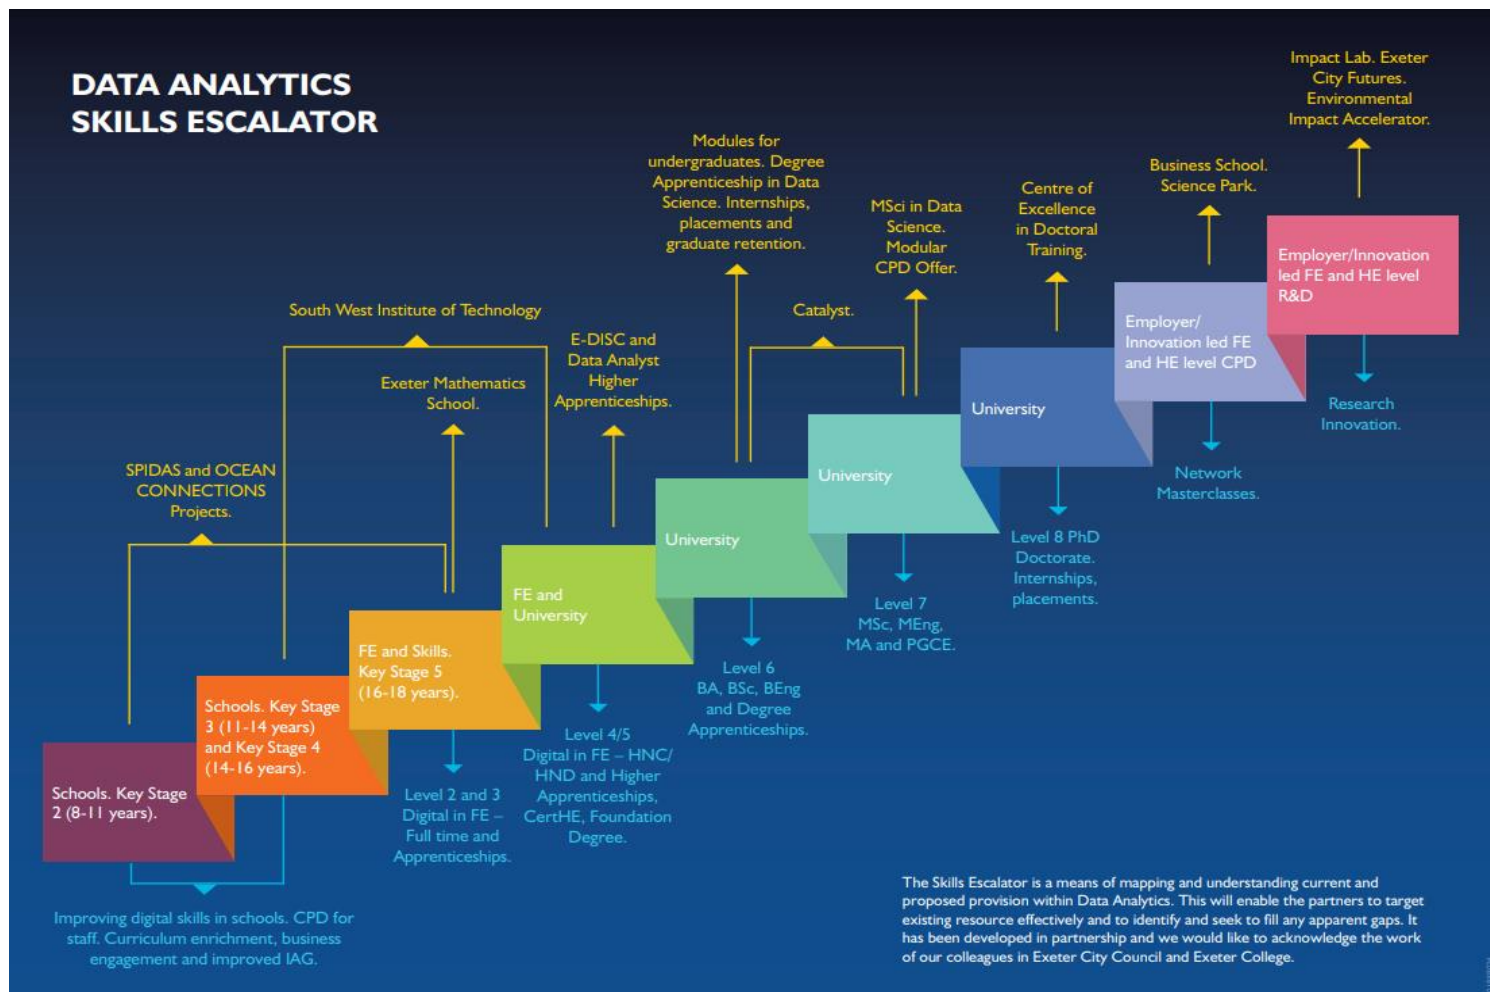 DATA ANALYTICS
SKILLS ESCALATOR
Impact Lab. Exeter
City Futures.
Environmental
Impact Accelerator.
Business School.
Science Park.
Centre of
Excellence
in Doctoral
Training.
MSci in Data
Science.
Modular
CPD Offer.
Modules for
undergraduates. Degree
Apprenticeship in Data
Science. Internships,
placements and
graduate retention.
Catalyst.
South West Institute of Technology
E-DISC and
Data Analyst
Higher
Apprenticeships.
Exeter Mathematics
School.
SPIDAS and OCEAN
CONNECTIONS
Projects.
Schools. Key Stage
2 (8-11 years).
Schools. Key Stage
3 (11-14 years)
and Key Stage 4
(14-16 years).
FE and Skills.
Key Stage 5
(16-18 years).
FE and
University
University
University
University
Employer/
Innovation led FE
and HE level CPD
Employer/Innovation
led FE and HE level
R&D
Improving digital skills in schools. CPD for
staff. Curriculum enrichment, business
engagement and improved IAG.
Level 2 and 3
Digital in FE –
Full time and
Apprenticeships.
Level 4/5
Digital in FE – HNC/
HND and Higher
Apprenticeships,
CertHE, Foundation
Degree.
Level 6
BA, BSc, BEng
and Degree
Apprenticeships.
Level 7
MSc, MEng,
MA and PGCE.
Level 8 PhD
Doctorate.
Internships,
placements.
Network
Masterclasses.
Research
Innovation.
The Skills Escalator is a means of mapping and understanding current and
proposed provision within Data Analytics. This will enable the partners to target
existing resource effectively and to identify and seek to fill any apparent gaps. It
has been developed in partnership and we would like to acknowledge the work
of our colleagues in Exeter City Council and Exeter College.